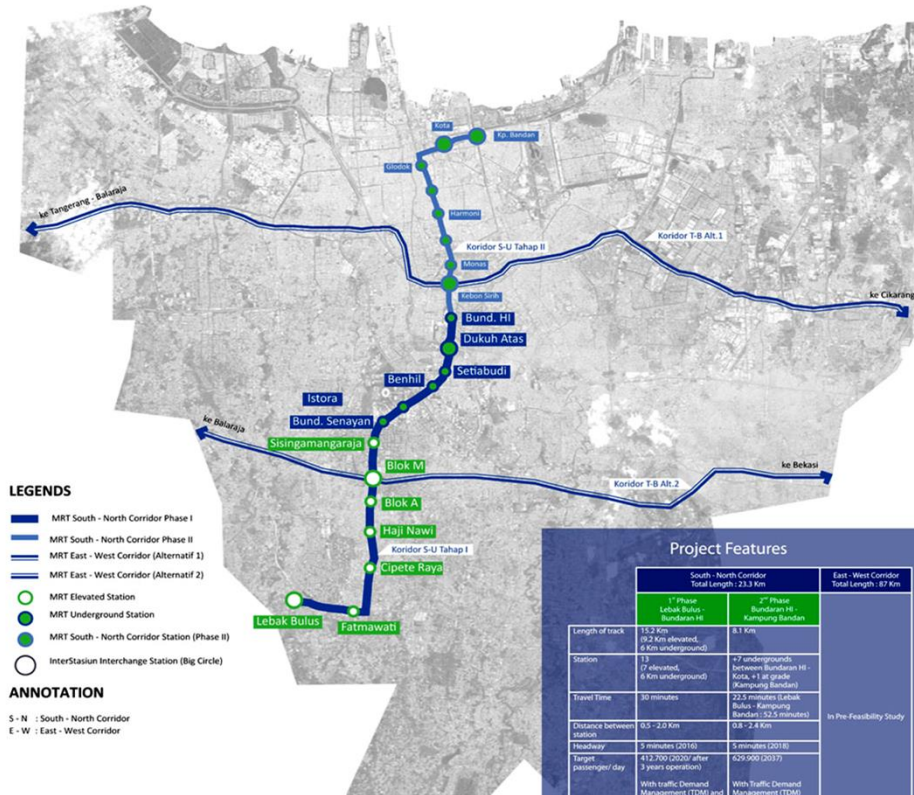 Kota
Kp. Bandan
Glodok
ke Tangerang - Balaraja
Harmoni
Koridor S-U Tahap II
Koridor T-B Alt.1
Monas
Kebon Sirih
ke Cikarang
Bund. HI
Dukuh Atas
Setiabudi
Benhil
Istora
Bund. Senayan
ke Balaraja
Sisingamangaraja
Blok M
ke Bekasi
Koridor T-B Alt.2
Blok A
Haji Nawi
Koridor S-U Tahap I
Cipete Raya
Lebak Bulus
Fatmawati
LEGENDS
MRT South - North Corridor Phase I
MRT South - North Corridor Phase II
MRT East - West Corridor (Alternatif 1)
MRT East - West Corridor (Alternatif 2)
MRT Elevated Station
MRT Underground Station
MRT South - North Corridor Station (Phase II)
InterStasiun Interchange Station (Big Circle)
ANNOTATION
S - N : South - North Corridor
E - W : East - West Corridor
Project Features
South - North Corridor
Total Length : 23.3 Km
East - West Corridor
Total Length : 87 Km
1st Phase
Lebak Bulus -
Bundaran HI
2nd Phase
Bundaran HI -
Kampung Bandan
Length of track
15.2 Km
(9.2 Km elevated,
6 Km underground)
8.1 Km
Station
13
(7 elevated,
6 Km underground)
+7 undergrounds
between Bundaran HI -
Kota, +1 at grade
(Kampung Bandan)
Travel Time
30 minutes
22.5 minutes (Lebak
Bulus - Kampung
Bandan : 52.5 minutes)
In Pre-Feasibility Study
Distance between
station
0.5 - 2.0 Km
0.8 - 2.4 Km
Headway
5 minutes (2016)
5 minutes (2018)
Target
passenger/ day
412.700 (2020/ after
3 years operation)
629.900 (2037)
With traffic Demand
Management (TDM) and
With Traffic Demand
Management (TDM)